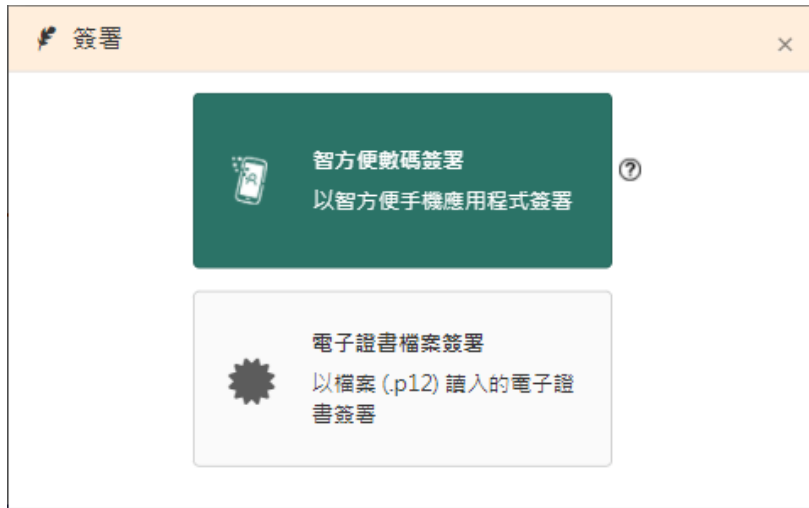 簽署
×
智方便數碼簽署
以智方便手機應用程式簽署
?
電子證書檔案簽署
以檔案 (.p12) 讀入的電子證
書簽署